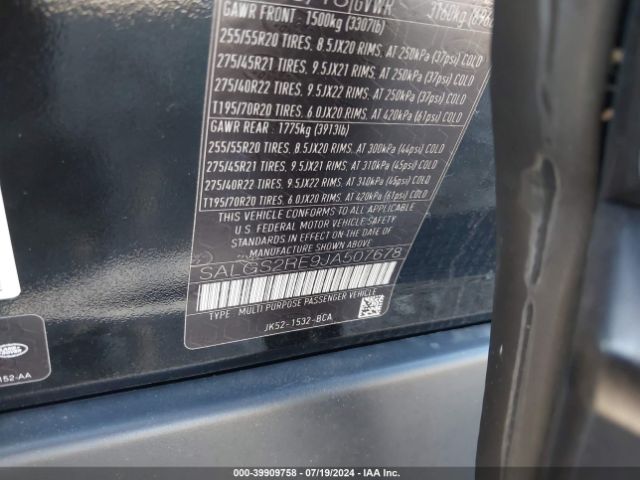 GVWR 3160kg
GAWR FRONT 1500kg (3307lb)
255/55R20 TIRES, 8.5JX20 RIMS, AT 250kPa (37psi) COLD
275/45R21 TIRES, 9.5JX21 RIMS, AT 250kPa (37psi) COLD
275/40R22 TIRES, 9.5JX22 RIMS, AT 250kPa (37psi) COLD
T195/70R20 TIRES, 6.0JX20 RIMS, AT 420kPa (61psi) COLD
GAWR REAR : 1775kg (3913lb)
255/55R20 TIRES, 8.5JX20 RIMS, AT 300kPa (44psi) COLD
275/45R21 TIRES, 9.5JX21 RIMS, AT 310kPa (45psi) COLD
275/40R22 TIRES, 9.5JX22 RIMS, AT 310kPa (45psi) COLD
T195/70R20 TIRES, 6.0JX20 RIMS, AT 420kPa (61psi) COLD
THIS VEHICLE CONFORMS TO ALL APPLICABLE
U.S. FEDERAL MOTOR VEHICLE SAFETY
STANDARDS IN EFFECT ON THE DATE OF
MANUFACTURE SHOWN ABOVE.
SALGS2RE9JA507678
TYPE MULTI PURPOSE PASSENGER VEHICLE
JK52-1532-BCA
LAND ROVER
152-AA
000-39909758 - 07/19/2024 - IAA Inc.